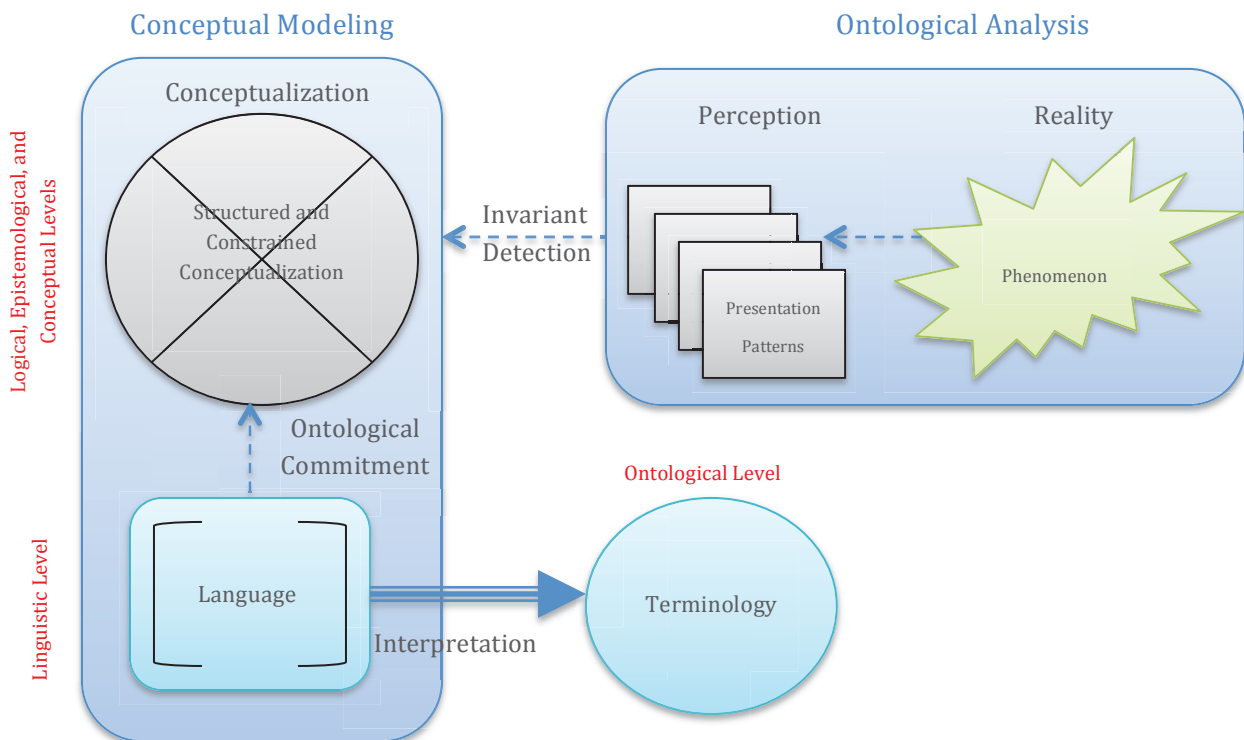 Conceptual Modeling
Ontological Analysis
Logical, Epistemological, and
Conceptual Levels
Conceptualization
Structured and
Constrained
Conceptualization
Invariant
Detection
Perception
Reality
Presentation
Patterns
Phenomenon
Ontological
Commitment
Linguistic Level
Language
Interpretation
Ontological Level
Terminology